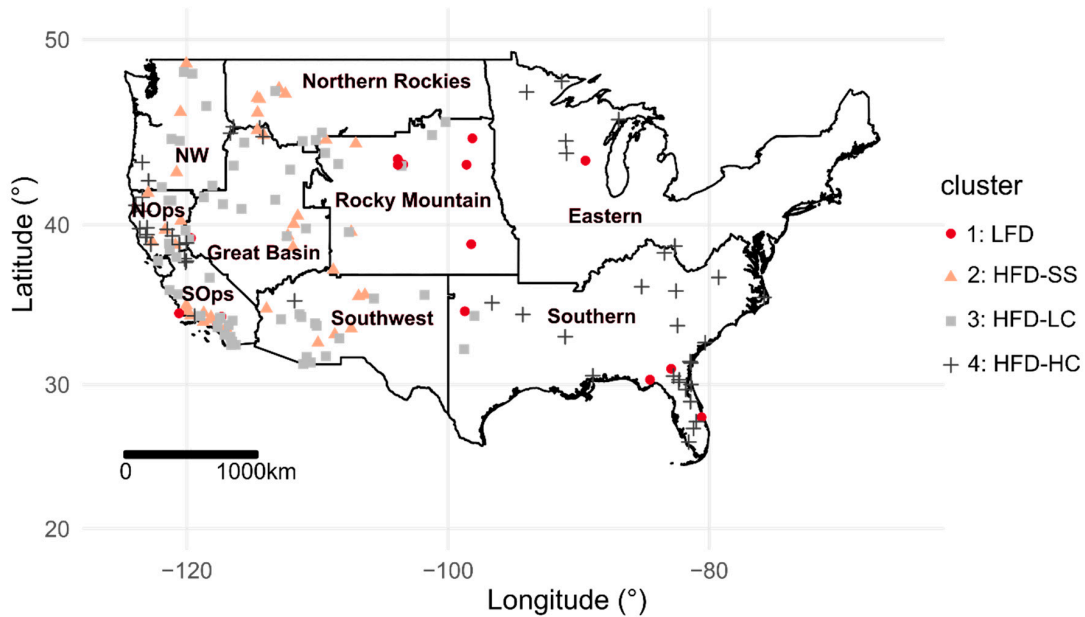 50
40
30
20
Latitude (°)
Northern Rockies
NW
Rocky Mountain
NOps
Eastern
Great Basin
SOps
Southwest
Southern
0 1000km
−120
−100
−80
Longitude (°)
cluster
1: LFD
2: HFD-SS
3: HFD-LC
4: HFD-HC